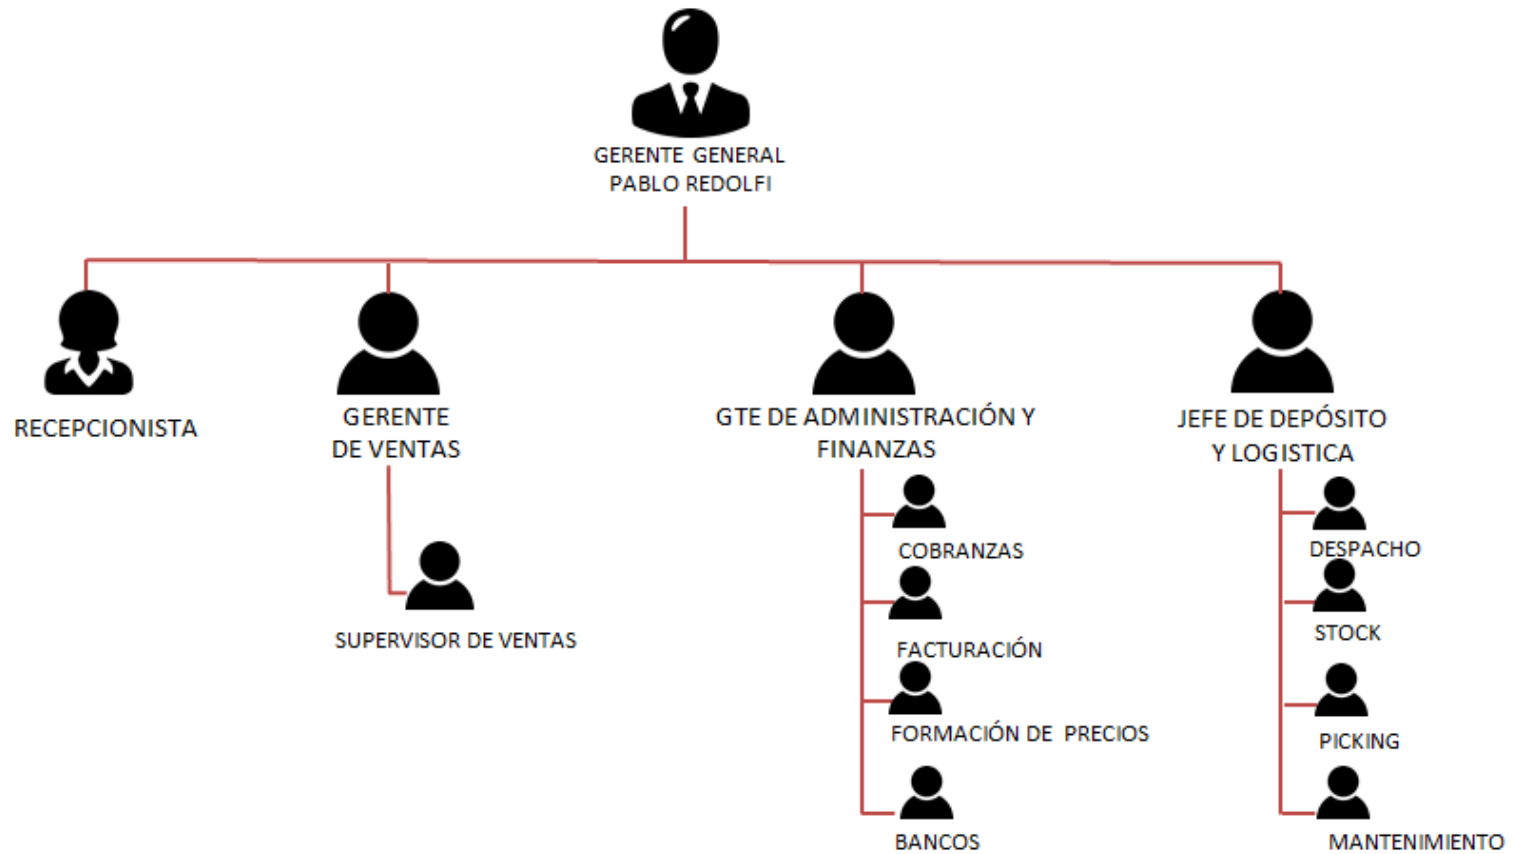 GERENTE GENERAL
PABLO REDOLFI
RECEPCIONISTA
GERENTE
DE VENTAS
GTE DE ADMINISTRACIÓN Y
FINANZAS
JEFE DE DEPÓSITO
Y LOGISTICA
SUPERVISOR DE VENTAS
COBRANZAS
FACTURACIÓN
FORMACIÓN DE PRECIOS
BANCOS
DESPACHO
STOCK
PICKING
MANTENIMIENTO